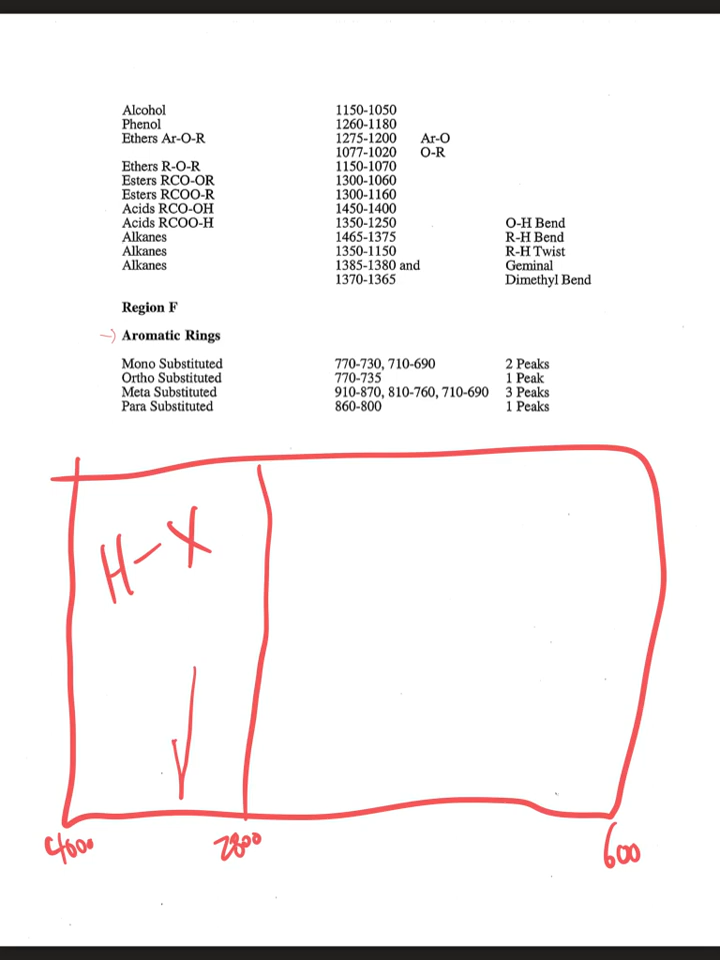 Alcohol 1150-1050
Phenol 1260-1180
Ethers Ar-O-R 1275-1200 Ar-O
1077-1020 O-R
Ethers R-O-R 1150-1070
Esters RCO-OR 1300-1060
Esters RCOO-R 1300-1160
Acids RCO-OH 1450-1400
Acids RCOO-H 1350-1250 O-H Bend
Alkanes 1465-1375 R-H Bend
Alkanes 1350-1150 R-H Twist
Alkanes 1385-1380 and Geminal
1370-1365 Dimethyl Bend
Region F
Aromatic Rings
Mono Substituted 770-730, 710-690 2 Peaks
Ortho Substituted 770-735 1 Peak
Meta Substituted 910-870, 810-760, 710-690 3 Peaks
Para Substituted 860-800 1 Peaks
H-X
4000 2800 600